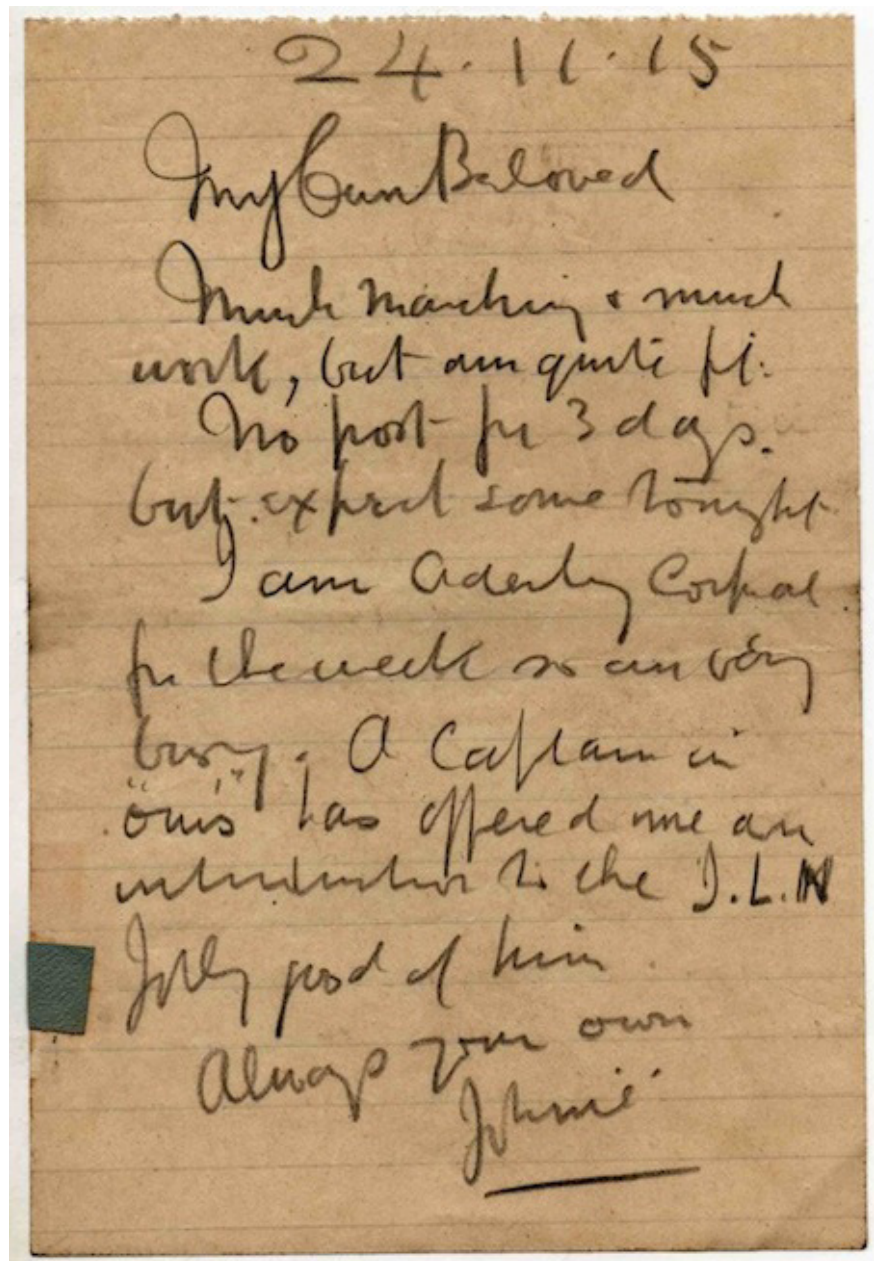 24.11.15
My Own Beloved
Much marching & much
work, but am quite fit.
No post for 3 days.
but expect some tonight
I am Orderly Corporal
for the week so am very
busy. A Captain in
"ours" has offered me an
introduction to the I.L.N
Jolly good of him.
Always your own
Johnie